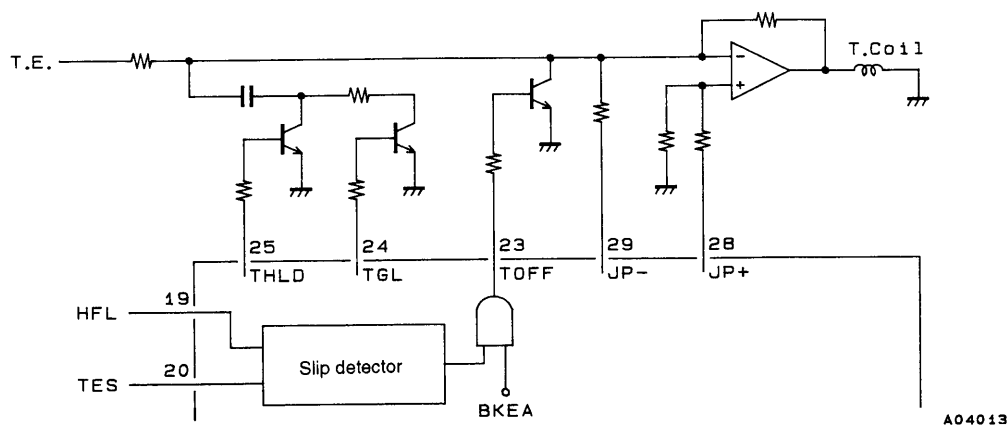 T.E.
T.Coil
−
+
25
24
23
29
28
THLD
TGL
TOFF
JP−
JP+
HFL
19
Slip detector
TES
20
BKEA
A04013